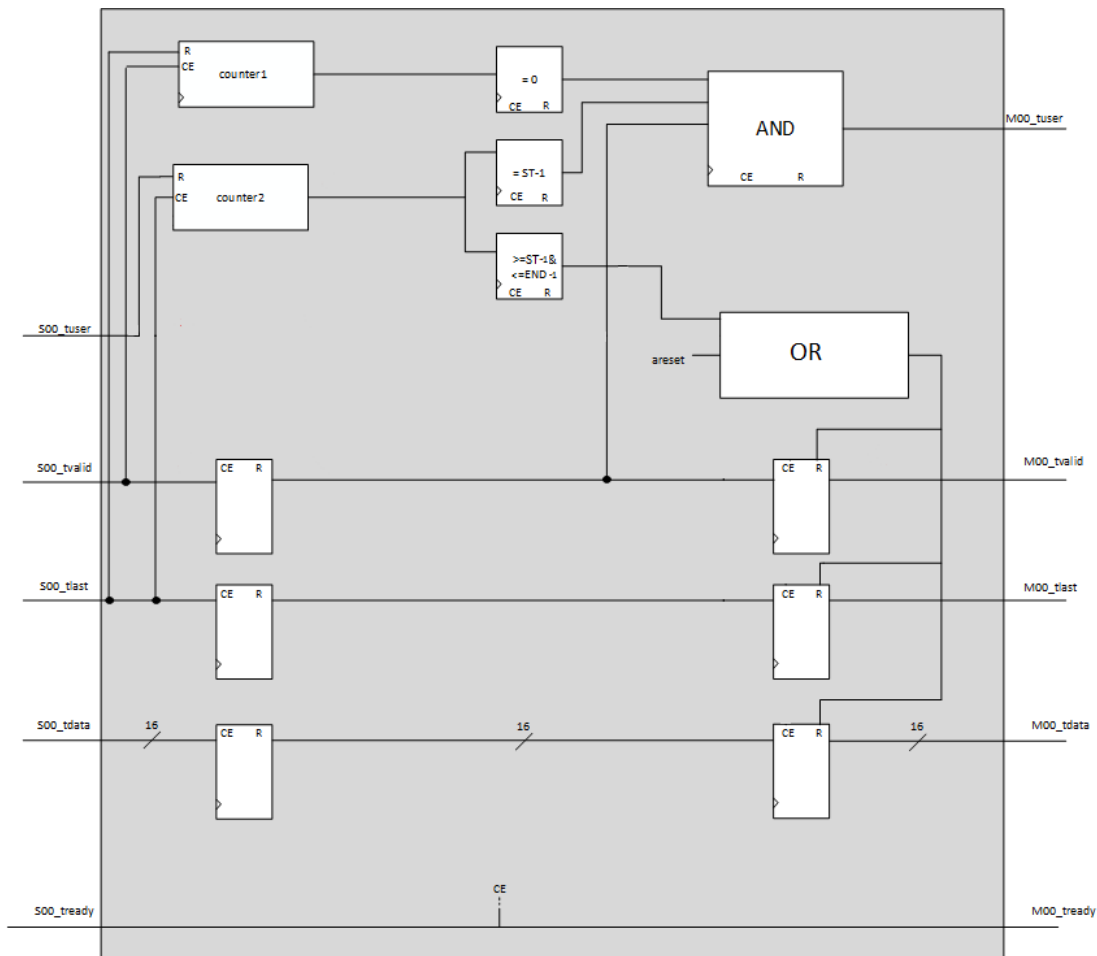 R
CE
counter1
= 0
CE R
AND
CE R
M00_tuser
R
CE
counter2
= ST-1
CE R
>=ST-1&
<=END-1
CE R
S00_tuser
areset
OR
S00_tvalid
CE R
CE R
M00_tvalid
S00_tlast
CE R
CE R
M00_tlast
S00_tdata
16
CE R
16
CE R
16
M00_tdata
CE
S00_tready
M00_tready